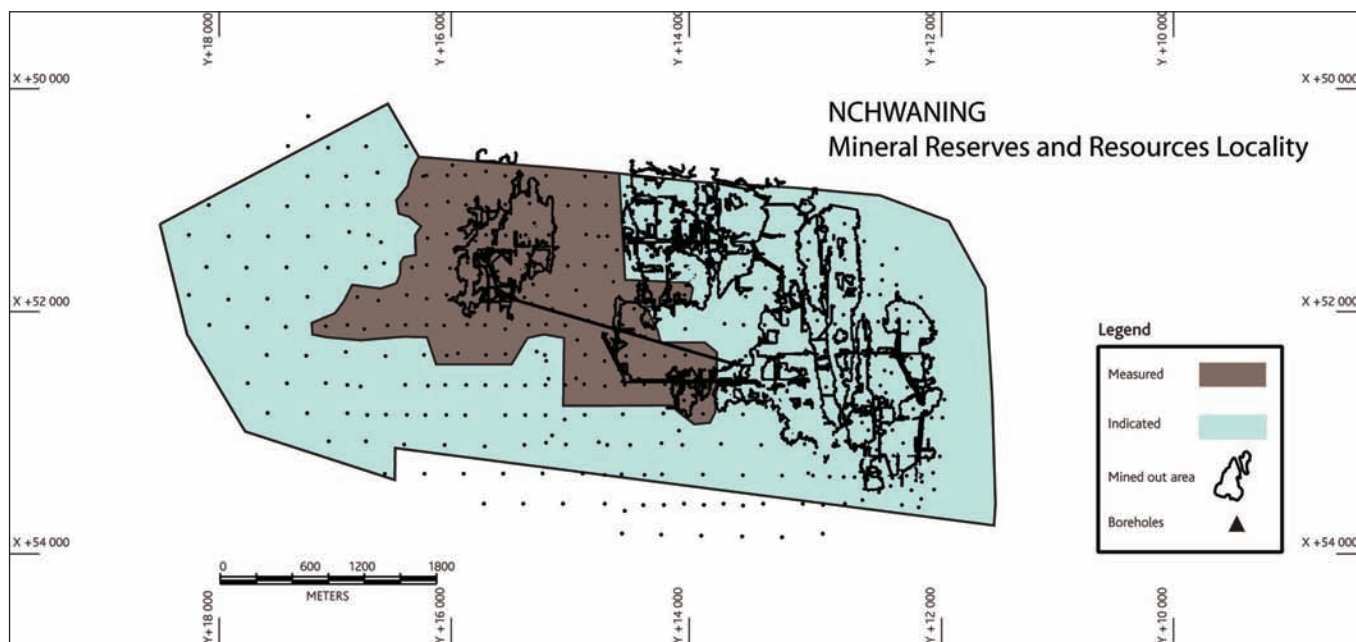 Y +18 000
Y +16 000
Y +14 000
Y +12 000
Y +10 000
X +50 000
X +50 000
NCHWANING
Mineral Reserves and Resources Locality
X +52 000
X +52 000
Legend
Measured
Indicated
Mined out area
Boreholes
X +54 000
X +54 000
0 600 1200 1800
METERS
Y+18 000
Y +16 000
Y +14 000
Y +12 000
Y +10 000